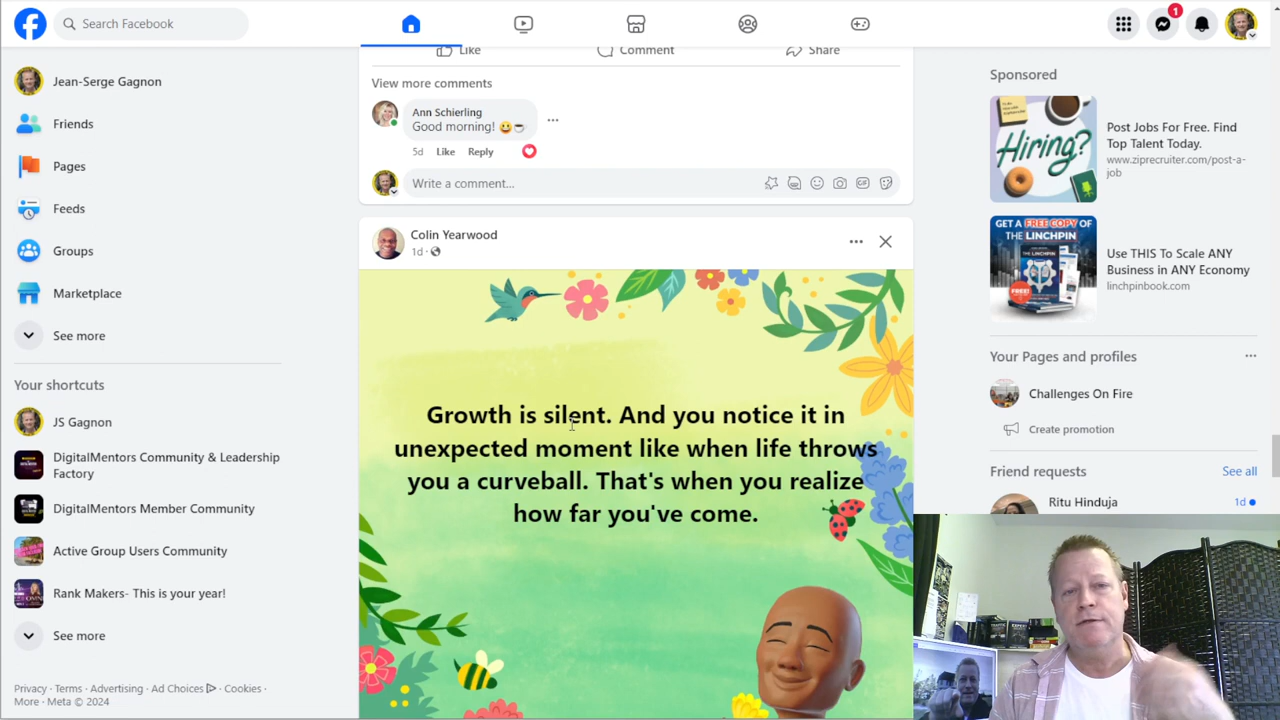 Search Facebook
1
Jean-Serge Gagnon
Friends
Pages
Feeds
Groups
Marketplace
See more
Your shortcuts
JS Gagnon
DigitalMentors Community & Leadership
Factory
DigitalMentors Member Community
Active Group Users Community
Rank Makers- This is your year!
See more
Privacy · Terms · Advertising · Ad Choices · Cookies ·
More · Meta © 2024
Like
Comment
Share
View more comments
Ann Schierling
Good morning! 😃☕
5d Like Reply
Write a comment...
GIF
Colin Yearwood
1d ·
Growth is silent. And you notice it in
unexpected moment like when life throws
you a curveball. That's when you realize
how far you've come.
Sponsored
Hiring?
Post Jobs For Free. Find
Top Talent Today.
www.ziprecruiter.com/post-a-
job
GET A FREE COPY OF
THE LINCHPIN
FREE!
Use THIS To Scale ANY
Business in ANY Economy
linchpinbook.com
Your Pages and profiles
Challenges On Fire
Create promotion
Friend requests
See all
Ritu Hinduja
1d